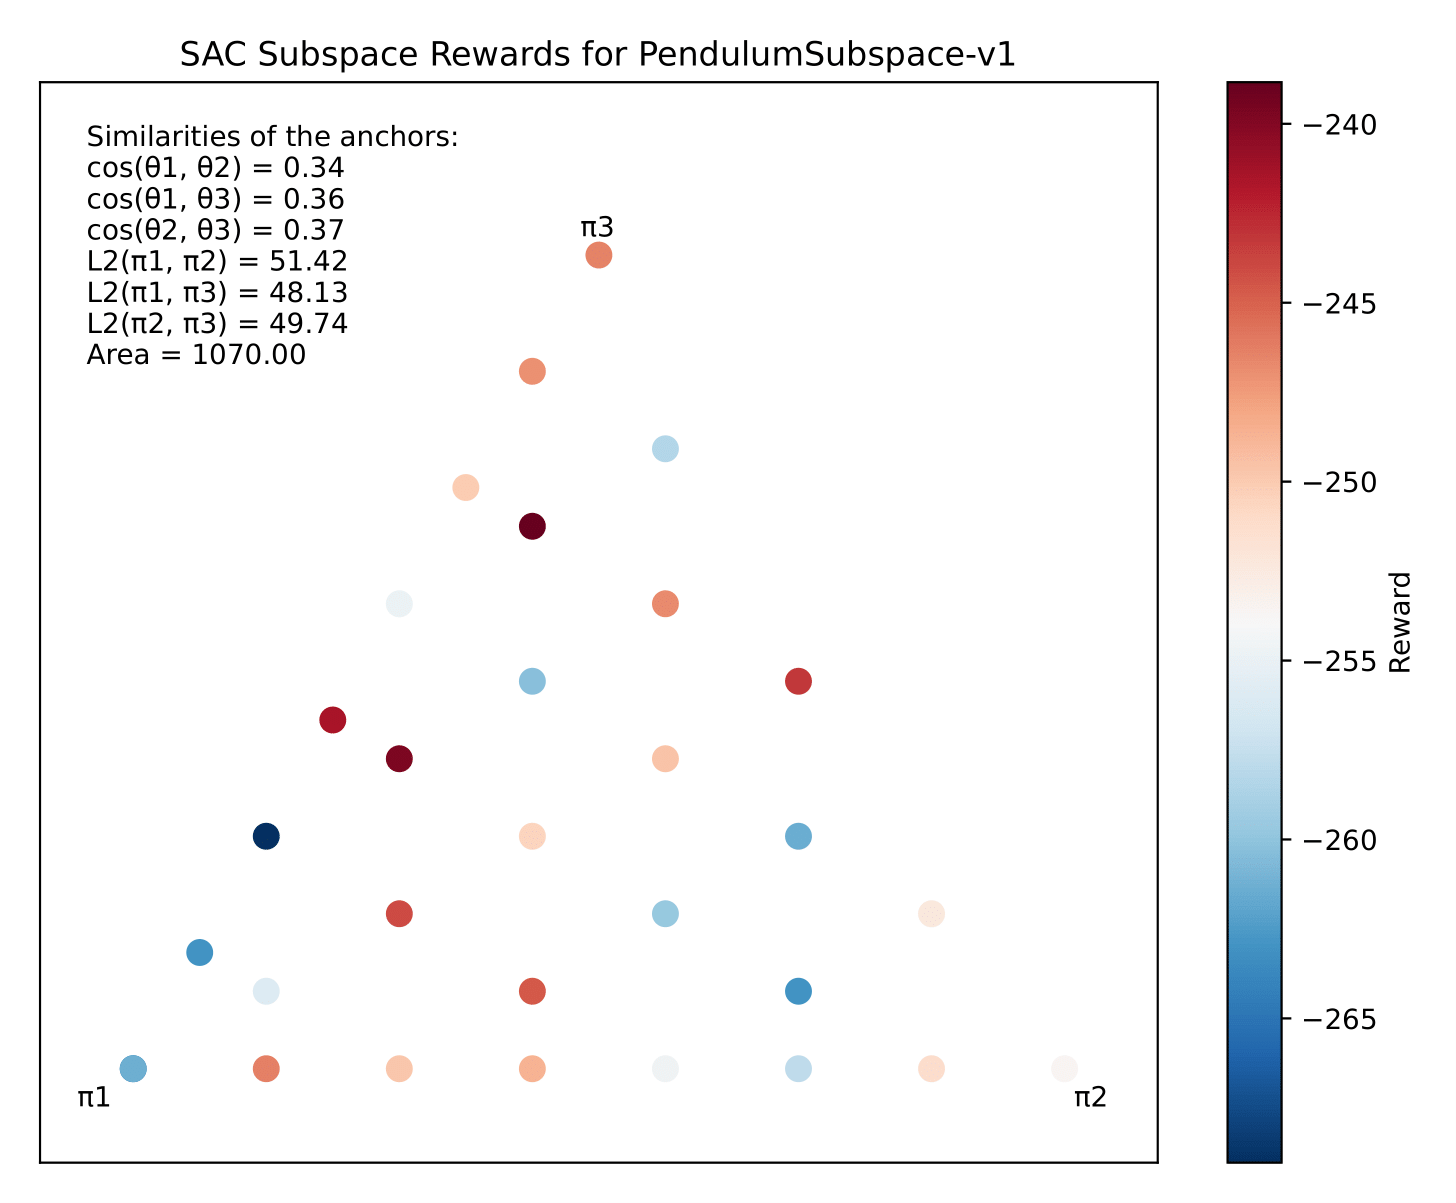 SAC Subspace Rewards for PendulumSubspace-v1
Similarities of the anchors:
cos(θ1, θ2) = 0.34
cos(θ1, θ3) = 0.36
cos(θ2, θ3) = 0.37
L2(π1, π2) = 51.42
L2(π1, π3) = 48.13
L2(π2, π3) = 49.74
Area = 1070.00
π3
π1
π2
−240
−245
−250
−255
−260
−265
Reward